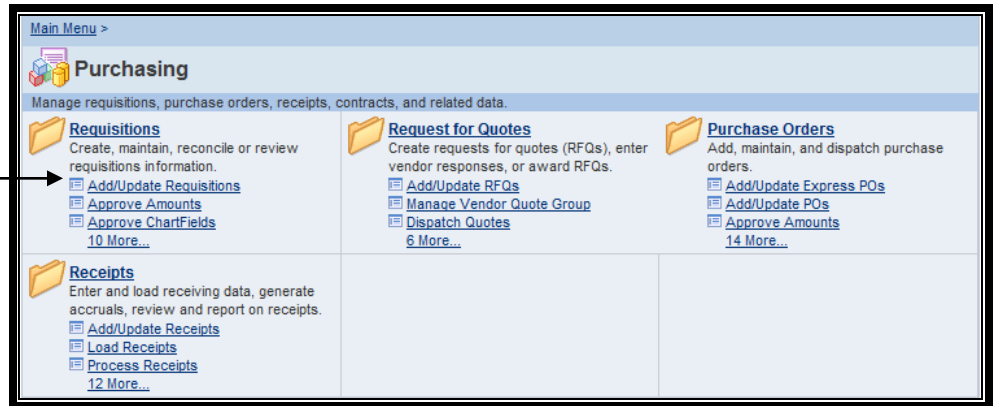 Main Menu >
Purchasing
Manage requisitions, purchase orders, receipts, contracts, and related data.
Requisitions
Create, maintain, reconcile or review
requisitions information.
Add/Update Requisitions
Approve Amounts
Approve ChartFields
10 More...
Request for Quotes
Create requests for quotes (RFQs), enter
vendor responses, or award RFQs.
Add/Update RFQs
Manage Vendor Quote Group
Dispatch Quotes
6 More...
Purchase Orders
Add, maintain, and dispatch purchase
orders.
Add/Update Express POs
Add/Update POs
Approve Amounts
14 More...
Receipts
Enter and load receiving data, generate
accruals, review and report on receipts.
Add/Update Receipts
Load Receipts
Process Receipts
12 More...